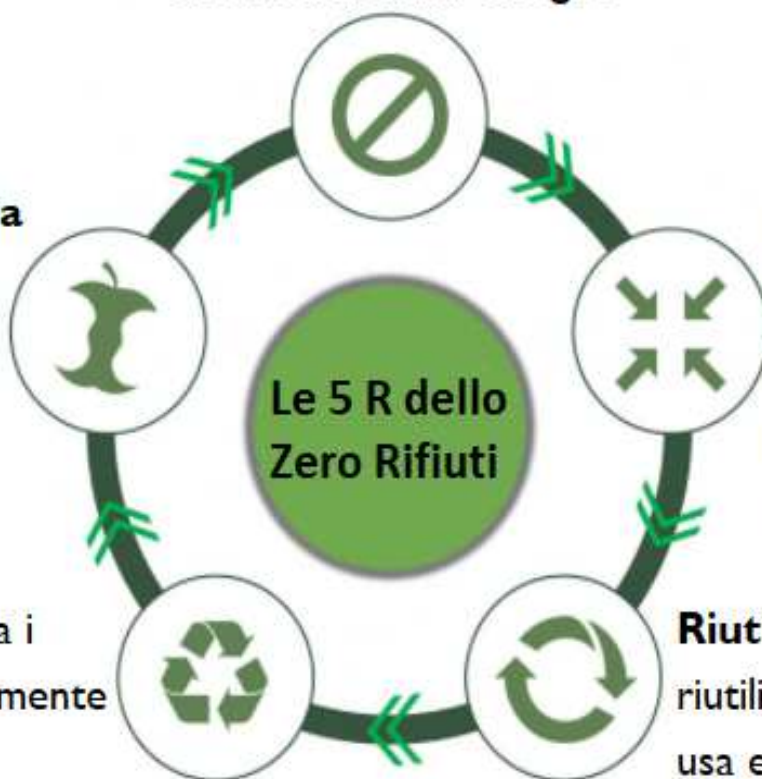 a
Le 5 R dello
Zero Rifiuti
a i
mente
Riut
riutili
usa e